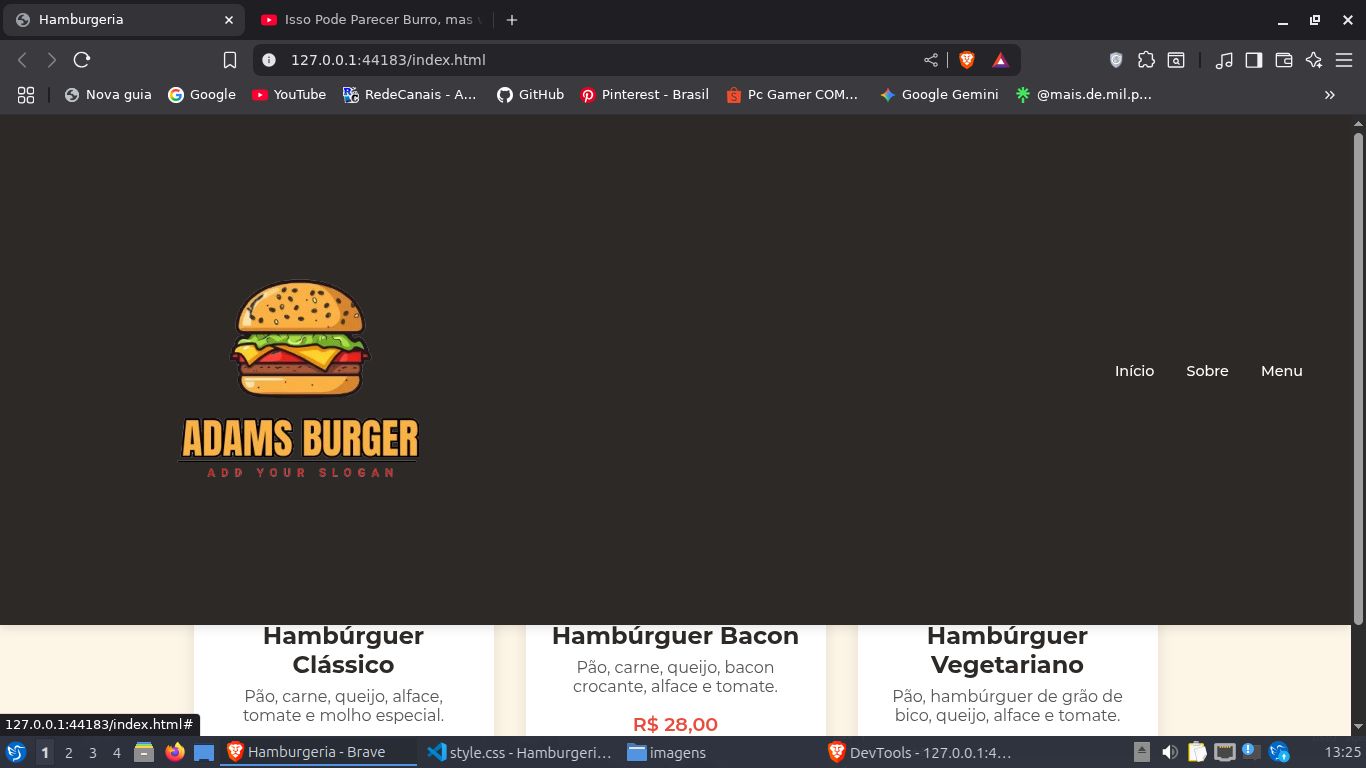 Hamburgeria
Isso Pode Parecer Burro, mas v
127.0.0.1:44183/index.html
Nova guia
Google
YouTube
RedeCanais - A...
GitHub
Pinterest - Brasil
Pc Gamer COM...
Google Gemini
@mais.de.mil.p...
»
ADAMS BURGER
ADD YOUR SLOGAN
Início Sobre Menu
Hambúrguer
Clássico
Pão, carne, queijo, alface,
tomate e molho especial.
Hambúrguer Bacon
Pão, carne, queijo, bacon
crocante, alface e tomate.
R$ 28,00
Hambúrguer
Vegetariano
Pão, hambúrguer de grão de
bico, queijo, alface e tomate.
127.0.0.1:44183/index.html#
1 2 3 4
Hamburgeria - Brave
style.css - Hamburgeri...
imagens
DevTools - 127.0.0.1:4...
13:25